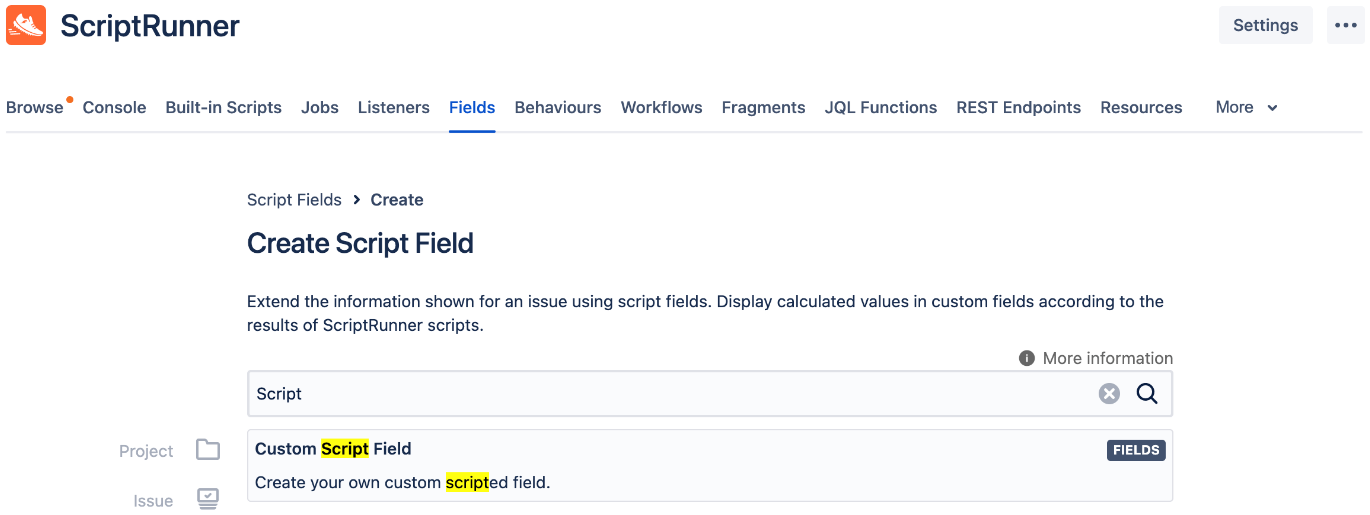 ScriptRunner
Settings
Browse Console Built-in Scripts Jobs Listeners Fields Behaviours Workflows Fragments JQL Functions REST Endpoints Resources More
Script Fields > Create
Create Script Field
Extend the information shown for an issue using script fields. Display calculated values in custom fields according to the
results of ScriptRunner scripts.
More information
Script
Project
Custom Script Field FIELDS
Create your own custom scripted field.
Issue